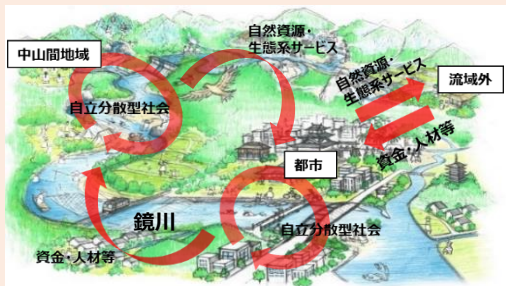 自然資源・
生態系サービス
中山間地域
自然資源・
生態系サービス
流域外
自立分散型社会
資金・人材等
都市
鏡川
自立分散型社会
資金・人材等